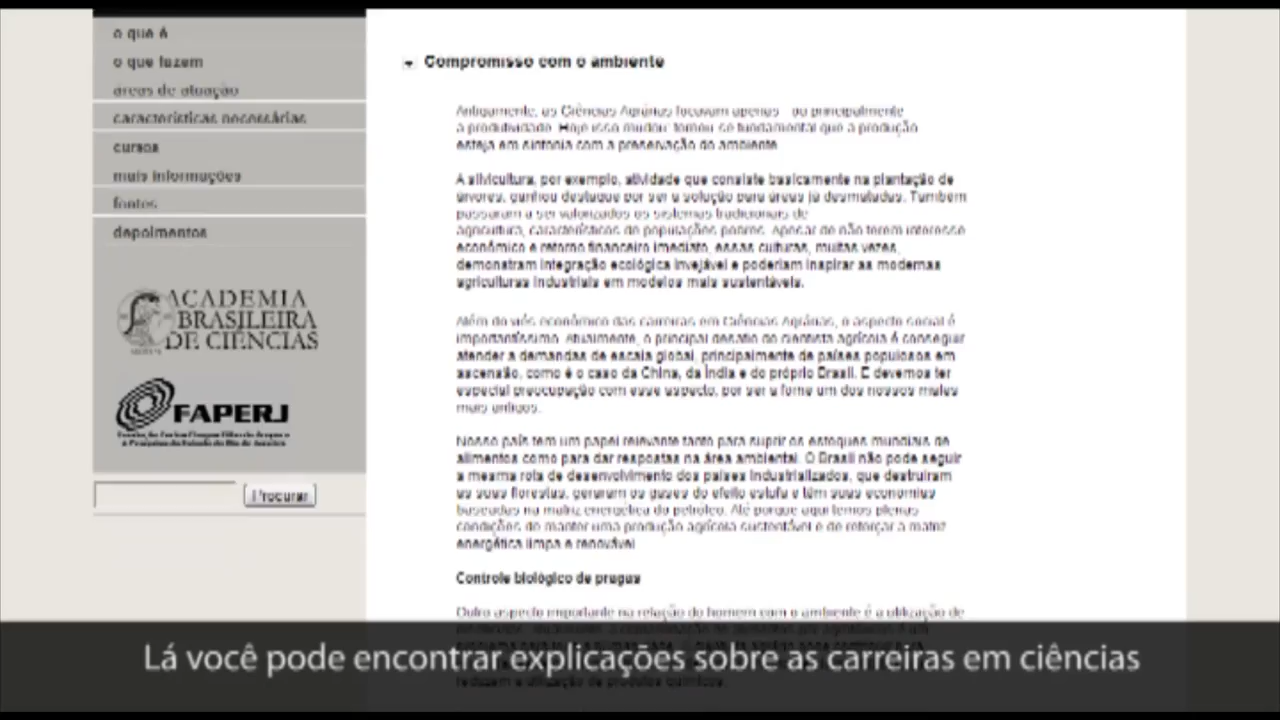 o que é
o que fazem
áreas de atuação
características necessárias
cursos
mais informações
fontes
depoimentos
ACADEMIA
BRASILEIRA
DE CIÊNCIAS
FAPERJ
Procurar
Compromisso com o ambiente
Antigamente, as Ciências Agrárias focavam apenas - ou principalmente
a produtividade. Hoje isso mudou: tornou-se fundamental que a produção
esteja em sintonia com a preservação do ambiente.
A silvicultura, por exemplo, atividade que consiste basicamente na plantação de
árvores, ganhou destaque por ser a solução para áreas já desmatadas. Também
passaram a ser valorizados os sistemas tradicionais de
agricultura, característicos de populações pobres. Apesar de não terem interesse
econômico e retorno financeiro imediato, essas culturas, muitas vezes,
demonstram integração ecológica invejável e poderiam inspirar as modernas
agriculturas industriais em modelos mais sustentáveis.
Além do viés econômico das carreiras em Ciências Agrárias, o aspecto social é
importantíssimo. Atualmente, o principal desafio do cientista agrícola é conseguir
atender a demandas de escala global, principalmente de países populosos em
ascensão, como é o caso da China, da Índia e do próprio Brasil. E devemos ter
especial preocupação com esse aspecto, por ser a fome um dos nossos males
mais antigos.
Nosso país tem um papel relevante tanto para suprir os estoques mundiais de
alimentos como para dar respostas na área ambiental. O Brasil não pode seguir
a mesma rota de desenvolvimento dos países industrializados, que destruíram
as suas florestas, geraram os gases do efeito estufa e têm suas economias
baseadas na matriz energética do petróleo. Até porque aqui temos plenas
condições de manter uma produção agrícola sustentável e de reforçar a matriz
energética limpa e renovável.
Controle biológico de pragas
Outro aspecto importante na relação do homem com o ambiente é a utilização de
Lá você pode encontrar explicações sobre as carreiras em ciências